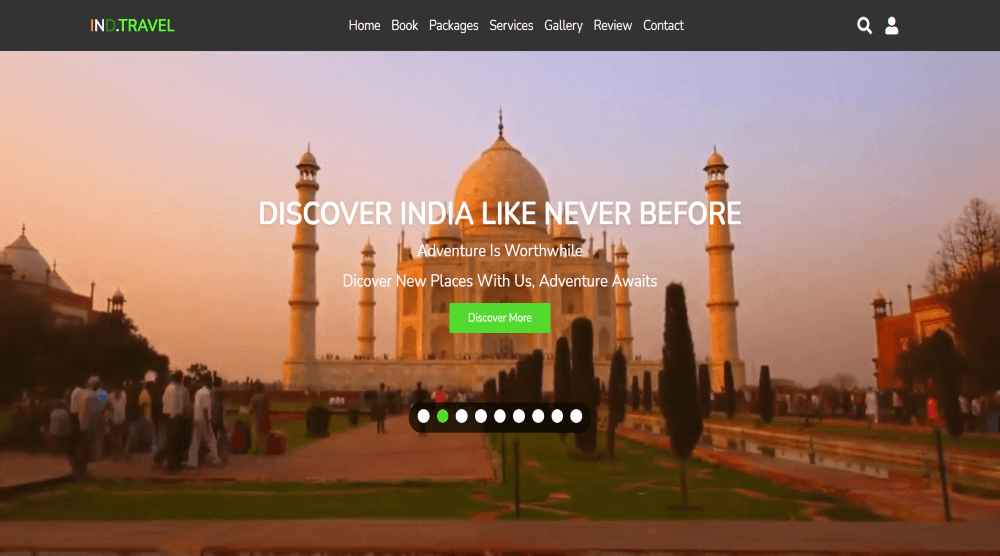 IND.TRAVEL
Home Book Packages Services Gallery Review Contact
DISCOVER INDIA LIKE NEVER BEFORE
Adventure Is Worthwhile
Dicover New Places With Us, Adventure Awaits
Discover More